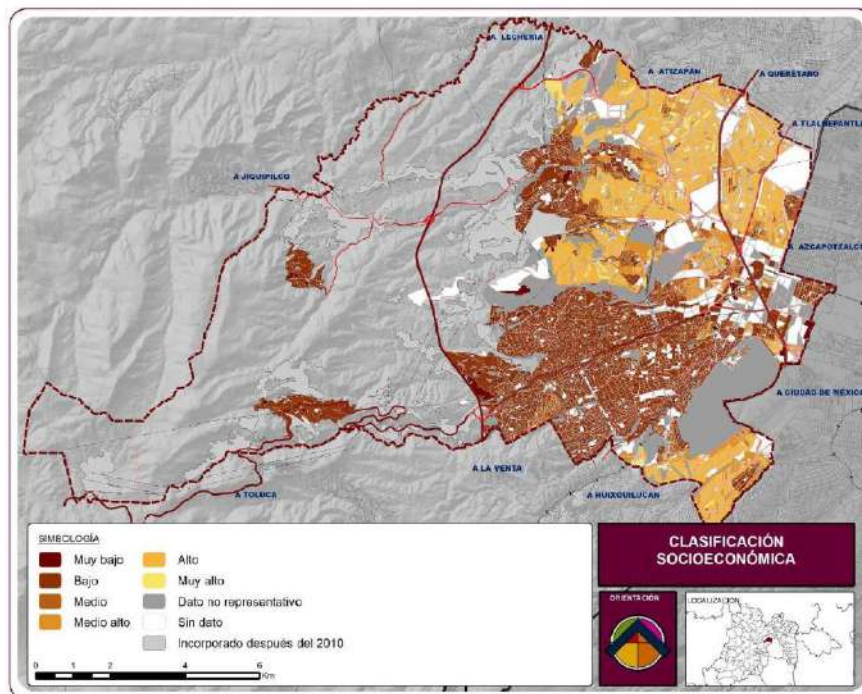 A LECHERÍA
A ATIZAPÁN
A QUERÉTARO
A TLALNEPANTLA
A JIQUIPILCO
A AZCAPOTZALCO
A CIUDAD DE MÉXICO
A LA VENTA
A TOLUCA
A HUIXQUILUCAN
SIMBOLOGÍA
Muy bajo
Bajo
Medio
Medio alto
Alto
Muy alto
Dato no representativo
Sin dato
Incorporado después del 2010
0 1 2 4 6
Km
CLASIFICACIÓN
SOCIOECONÓMICA
ORIENTACIÓN
LOCALIZACIÓN